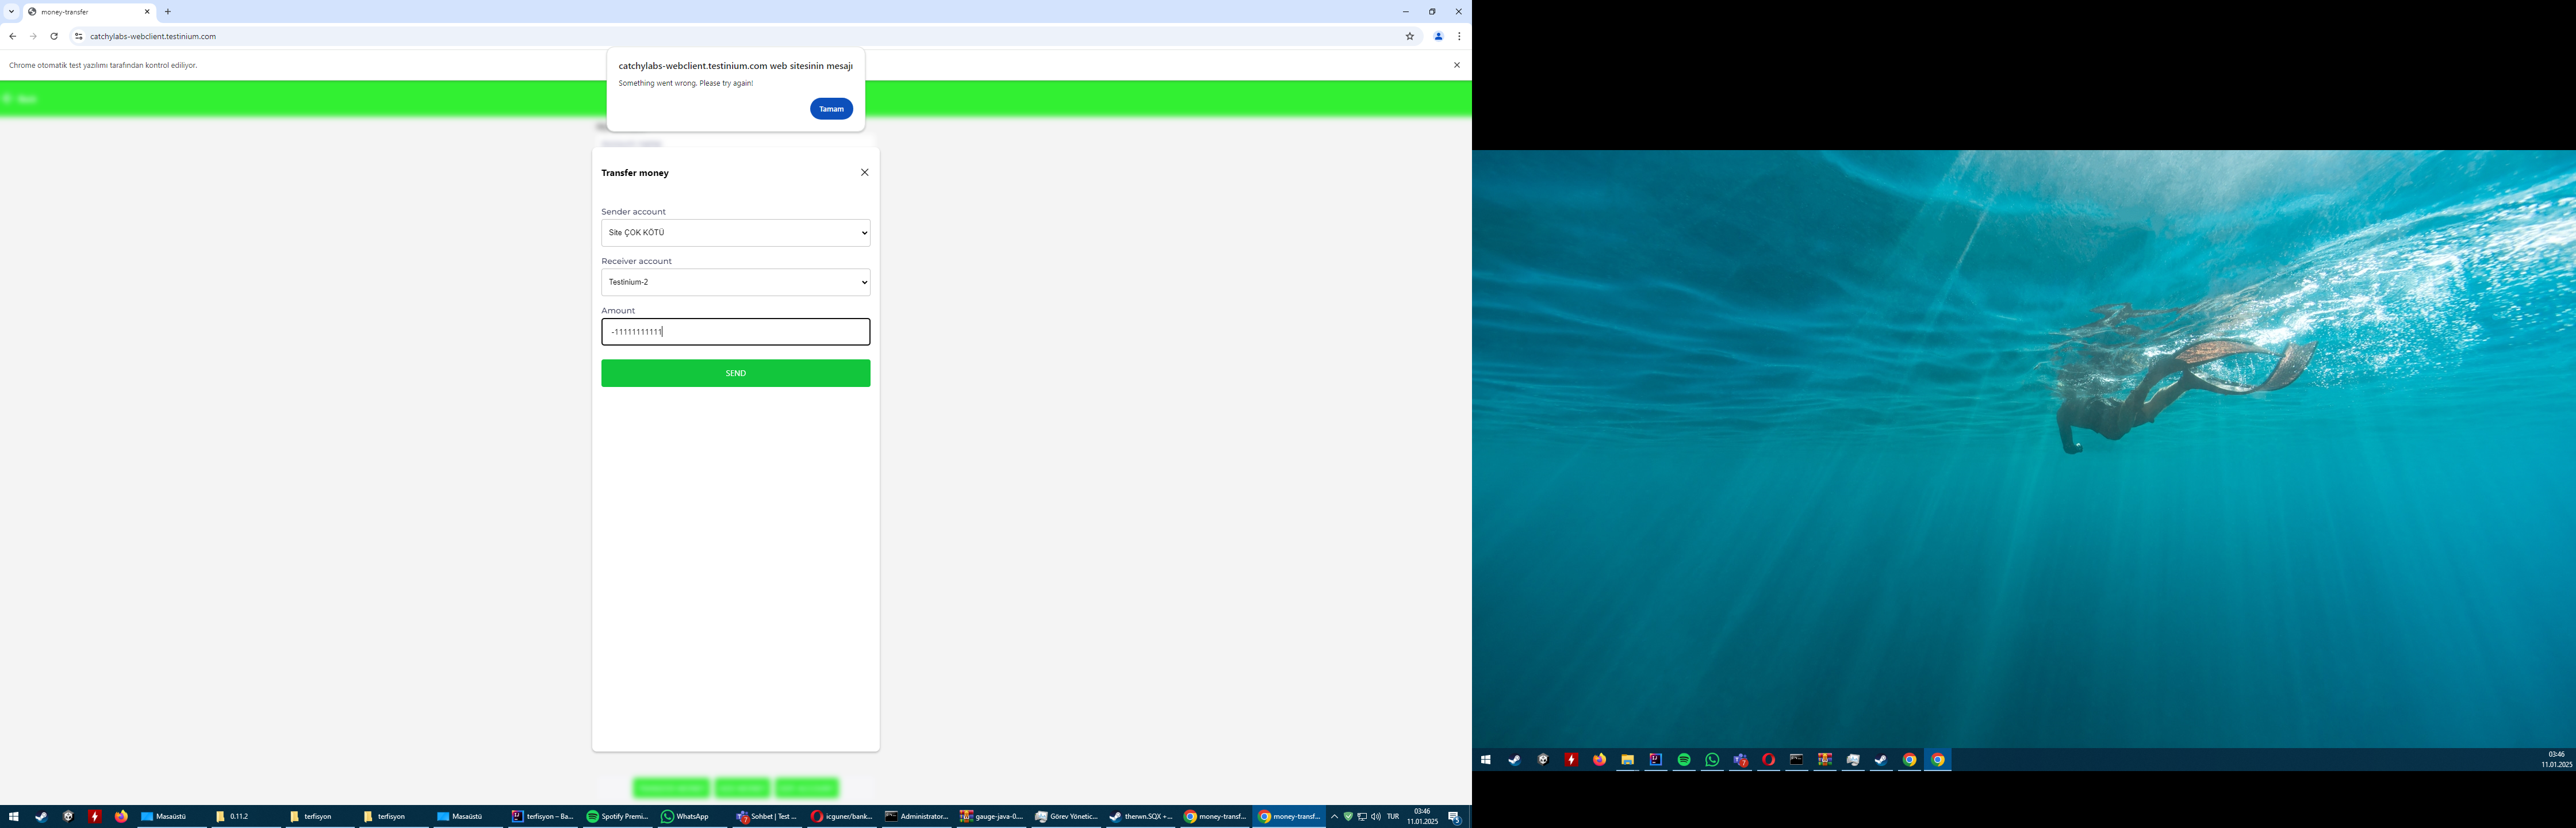 money-transfer
catchylabs-webclient.testinium.com
Chrome otomatik test yazılımı tarafından kontrol ediliyor.
catchylabs-webclient.testinium.com web sitesinin mesajı
Something went wrong. Please try again!
Tamam
Transfer money
Sender account
Site ÇOK KÖTÜ
Receiver account
Testinium-2
Amount
-11111111111
SEND
Masaüstü
0.11.2
terfisyon
terfisyon
Masaüstü
terfisyon – Ba...
Spotify Premi...
WhatsApp
7
Sohbet | Test ...
icguner/bank...
Administrator...
gauge-java-0....
Görev Yönetic...
therwn.SQX +...
money-transf...
money-transf...
TUR
03:46
11.01.2025
5
7
03:46
11.01.2025